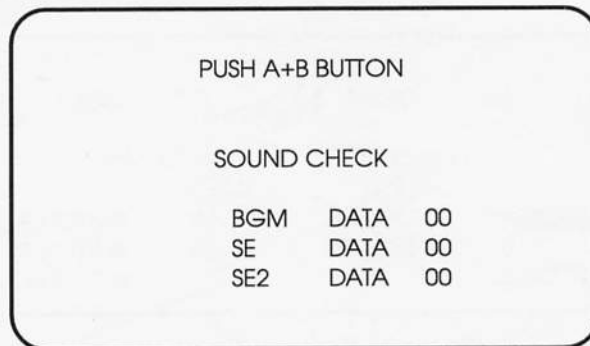 PUSH A+B BUTTON
SOUND CHECK
BGM DATA 00
SE DATA 00
SE2 DATA 00